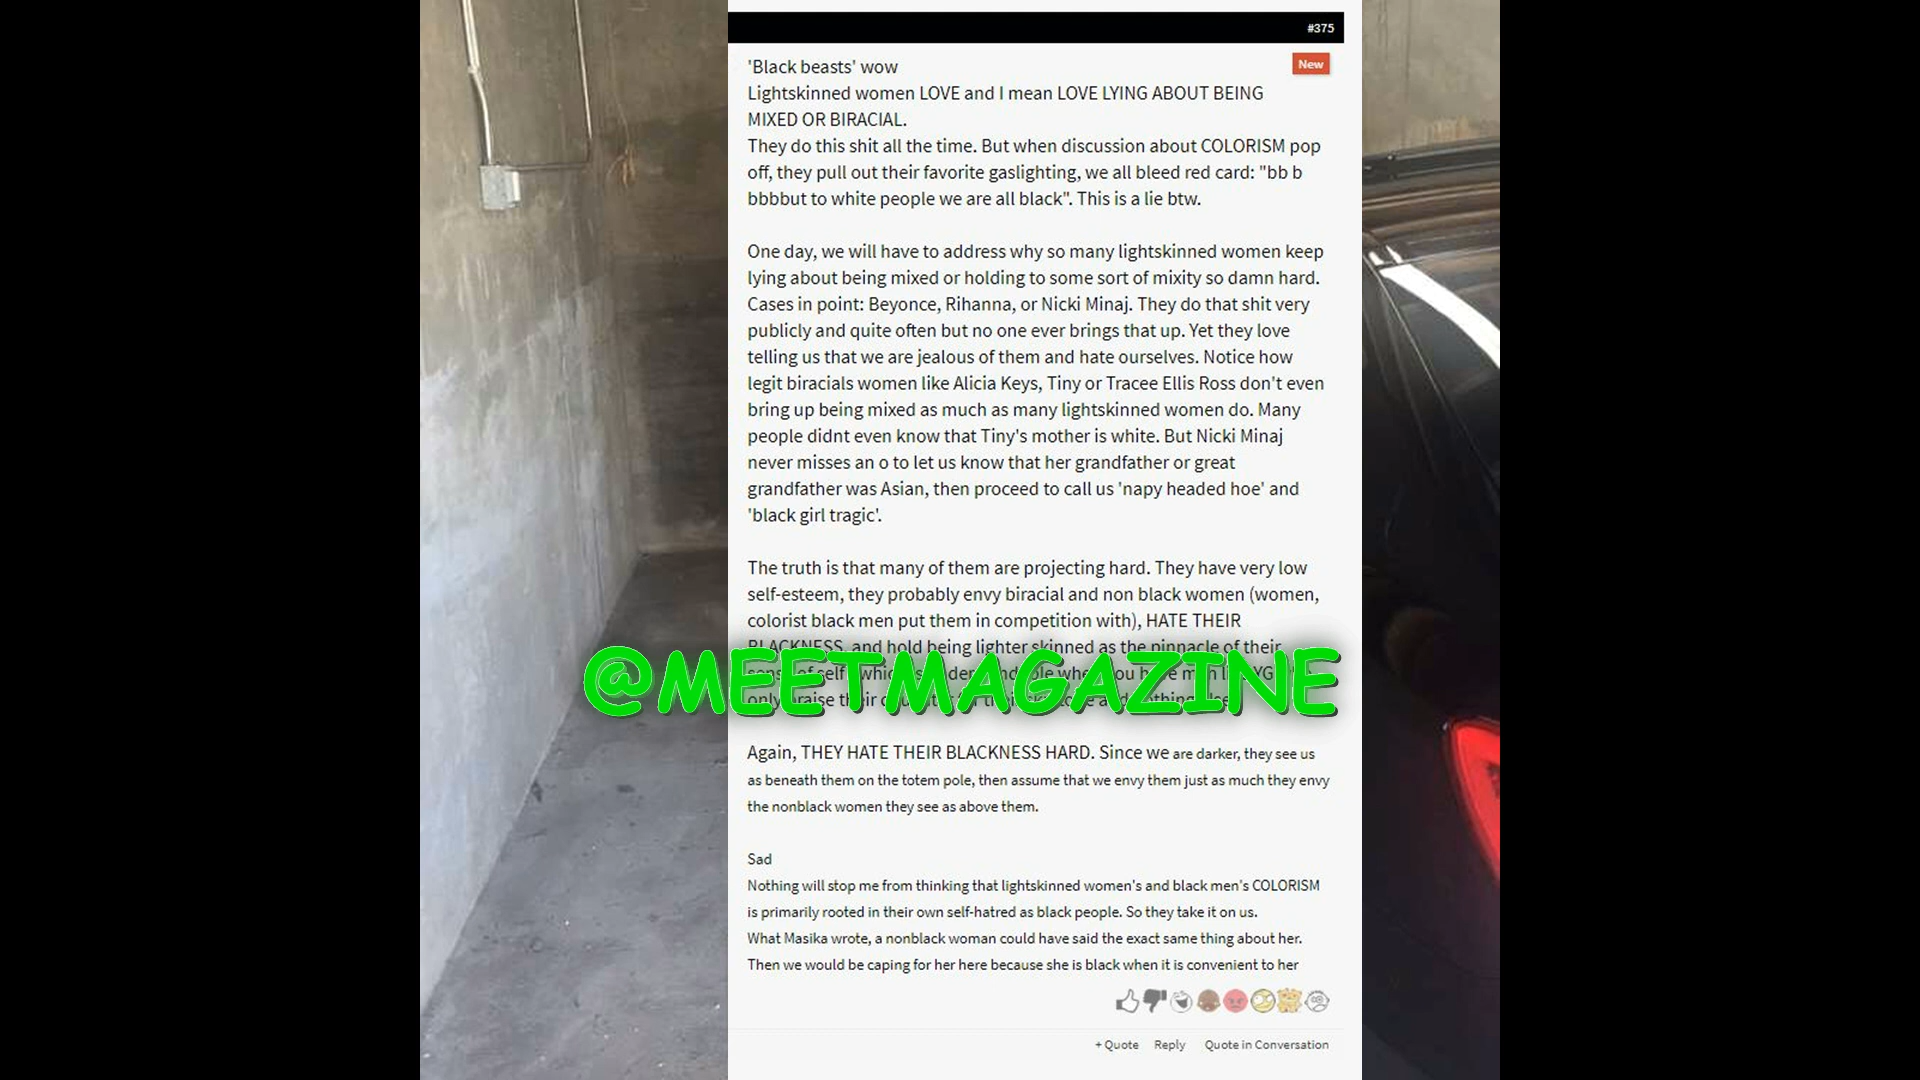 #375
New
'Black beasts' wow
Lightskinned women LOVE and I mean LOVE LYING ABOUT BEING
MIXED OR BIRACIAL.
They do this shit all the time. But when discussion about COLORISM pop
off, they pull out their favorite gaslighting, we all bleed red card: "bb b
bbbbut to white people we are all black". This is a lie btw.
One day, we will have to address why so many lightskinned women keep
lying about being mixed or holding to some sort of mixity so damn hard.
Cases in point: Beyonce, Rihanna, or Nicki Minaj. They do that shit very
publicly and quite often but no one ever brings that up. Yet they love
telling us that we are jealous of them and hate ourselves. Notice how
legit biracials women like Alicia Keys, Tiny or Tracee Ellis Ross don't even
bring up being mixed as much as many lightskinned women do. Many
people didnt even know that Tiny's mother is white. But Nicki Minaj
never misses an o to let us know that her grandfather or great
grandfather was Asian, then proceed to call us 'napy headed hoe' and
'black girl tragic'.
The truth is that many of them are projecting hard. They have very low
self-esteem, they probably envy biracial and non black women (women,
colorist black men put them in competition with), HATE THEIR
BLACKNESS, and hold being lighter skinned as the pinnacle of their
@MEETMAGAZINE
Again, THEY HATE THEIR BLACKNESS HARD. Since we are darker, they see us
as beneath them on the totem pole, then assume that we envy them just as much they envy
the nonblack women they see as above them.
Sad
Nothing will stop me from thinking that lightskinned women's and black men's COLORISM
is primarily rooted in their own self-hatred as black people. So they take it on us.
What Masika wrote, a nonblack woman could have said the exact same thing about her.
Then we would be caping for her here because she is black when it is convenient to her
+ Quote Reply Quote in Conversation